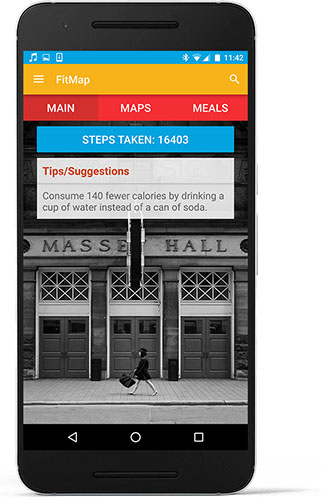 11:42
FitMap
MAIN MAPS MEALS
STEPS TAKEN: 16403
Tips/Suggestions
Consume 140 fewer calories by drinking a
cup of water instead of a can of soda.
MASSEY HALL